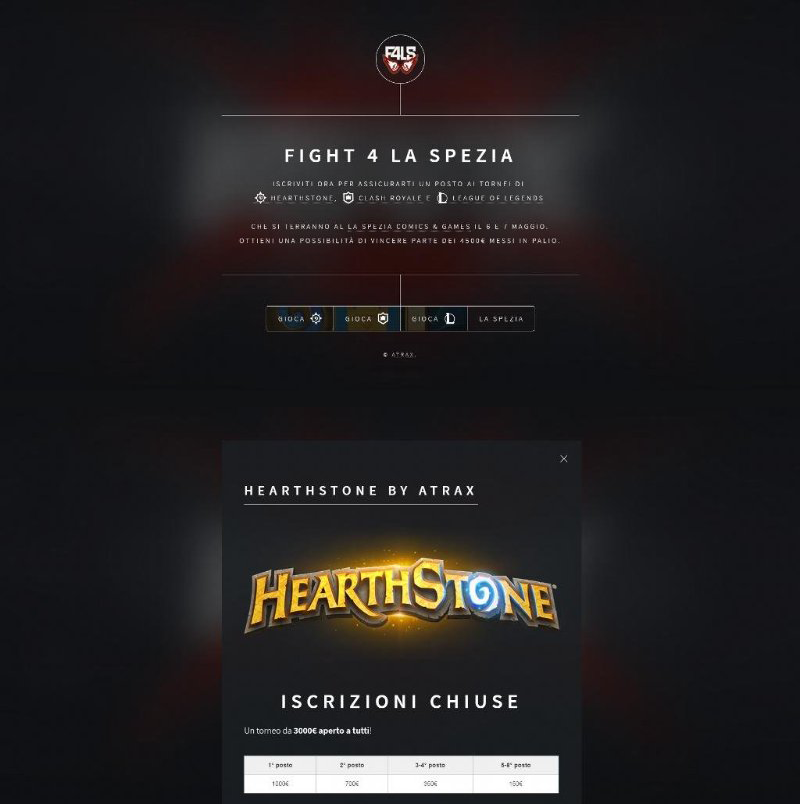 F4LS
FIGHT 4 LA SPEZIA
ISCRIVITI ORA PER ASSICURARTI UN POSTO AI TORNEI DI
HEARTHSTONE, CLASH ROYALE E LEAGUE OF LEGENDS
CHE SI TERRANNO AL LA SPEZIA COMICS & GAMES IL 6 E 7 MAGGIO.
OTTIENI UNA POSSIBILITÀ DI VINCERE PARTE DEI 4500€ MESSI IN PALIO.
GIOCA GIOCA GIOCA LA SPEZIA
© ATRAX.
HEARTHSTONE BY ATRAX
HEARTHSTONE
ISCRIZIONI CHIUSE
Un torneo da 3000€ aperto a tutti!
1° posto 2° posto 3-4° posto 5-8° posto
1000€ 700€ 350€ 150€